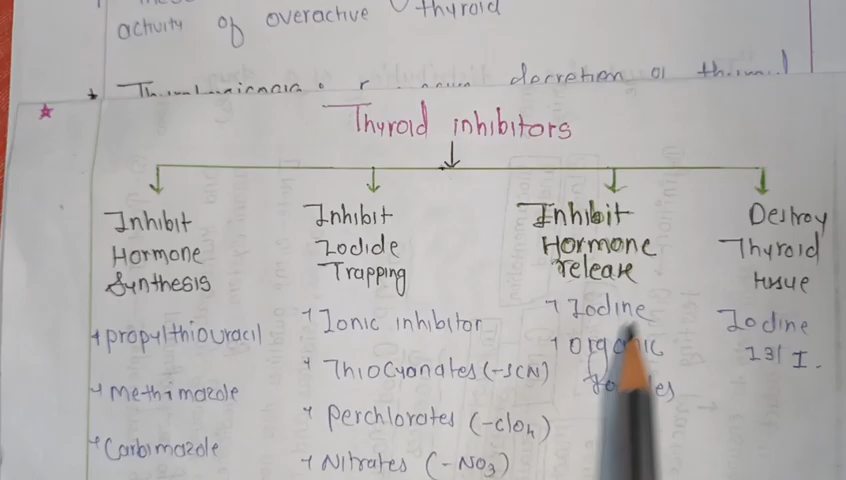 activity of overactive thyroid
Thyroid inhibitors
Inhibit
Hormone
Synthesis
+ propylthiouracil
+ Methimazole
+ Carbimazole
Inhibit
Iodide
Trapping
+ Ionic inhibitor
+ Thiocyanates (-SCN)
+ perchlorates (-clo4)
+ Nitrates (-NO3)
Inhibit
Hormone
release
+ Iodine
+ Organic
Destroy
Thyroid
tissue
Iodine
131 I.